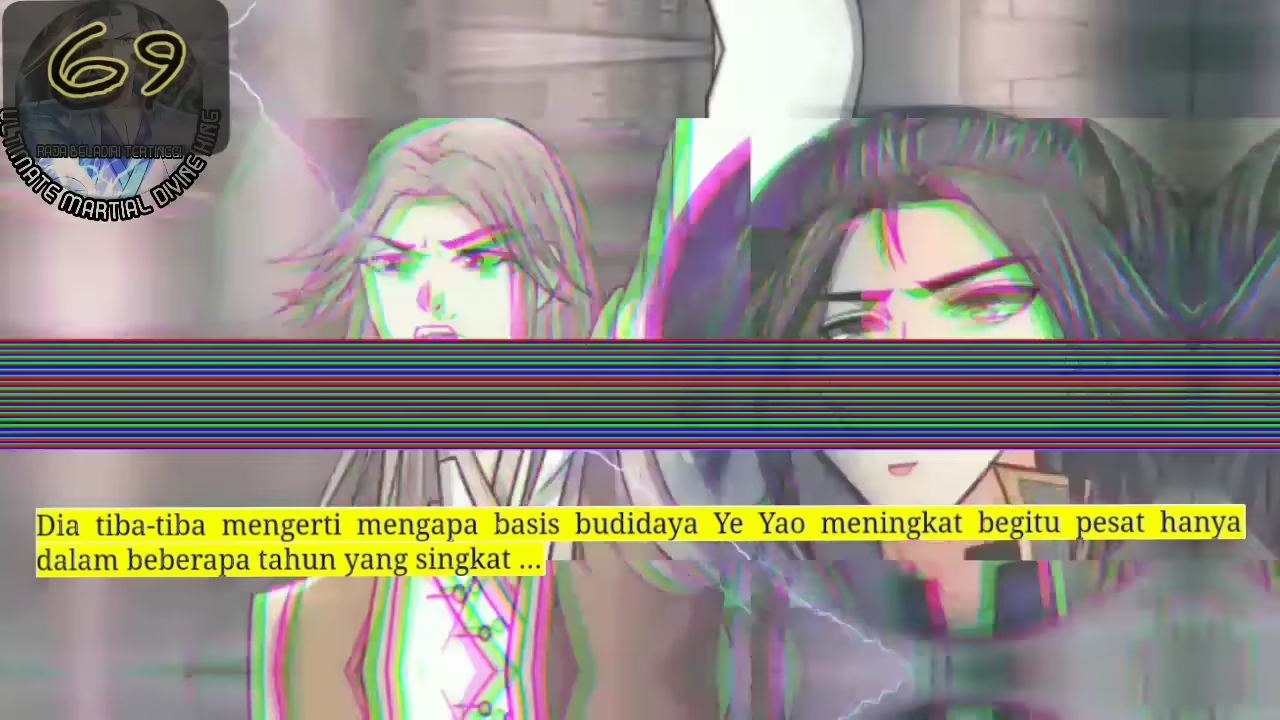 69
RAJA BELADIRI TERTINGGI
ULTIMATE MARTIAL DIVINE KING
Dia tiba-tiba mengerti mengapa basis budidaya Ye Yao meningkat begitu pesat hanya
dalam beberapa tahun yang singkat ...